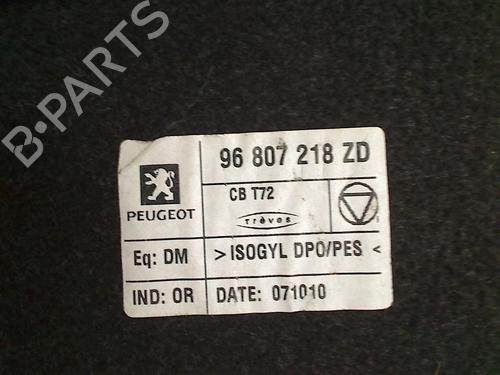 B-PARTS
96 807 218 ZD
PEUGEOT
CB T72
Trèves
Eq: DM
>ISOGYL DPO/PES<
IND: OR
DATE: 071010